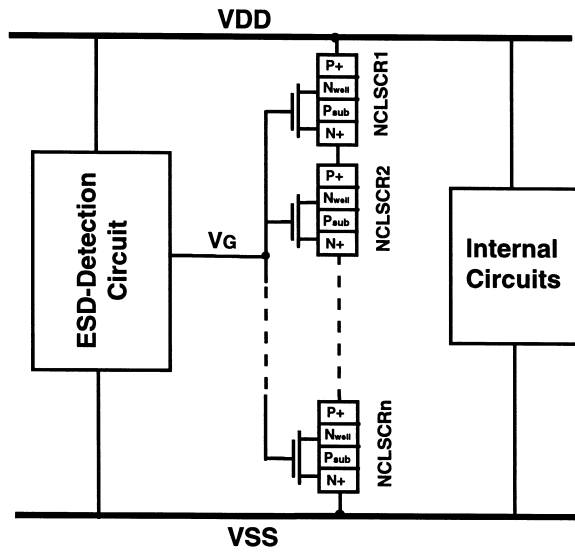 VDD
P+
Nwell
Psub
N+
NCLSCR1
P+
Nwell
Psub
N+
NCLSCR2
ESD-Detection
Circuit
VG
Internal
Circuits
P+
Nwell
Psub
N+
NCLSCRn
VSS